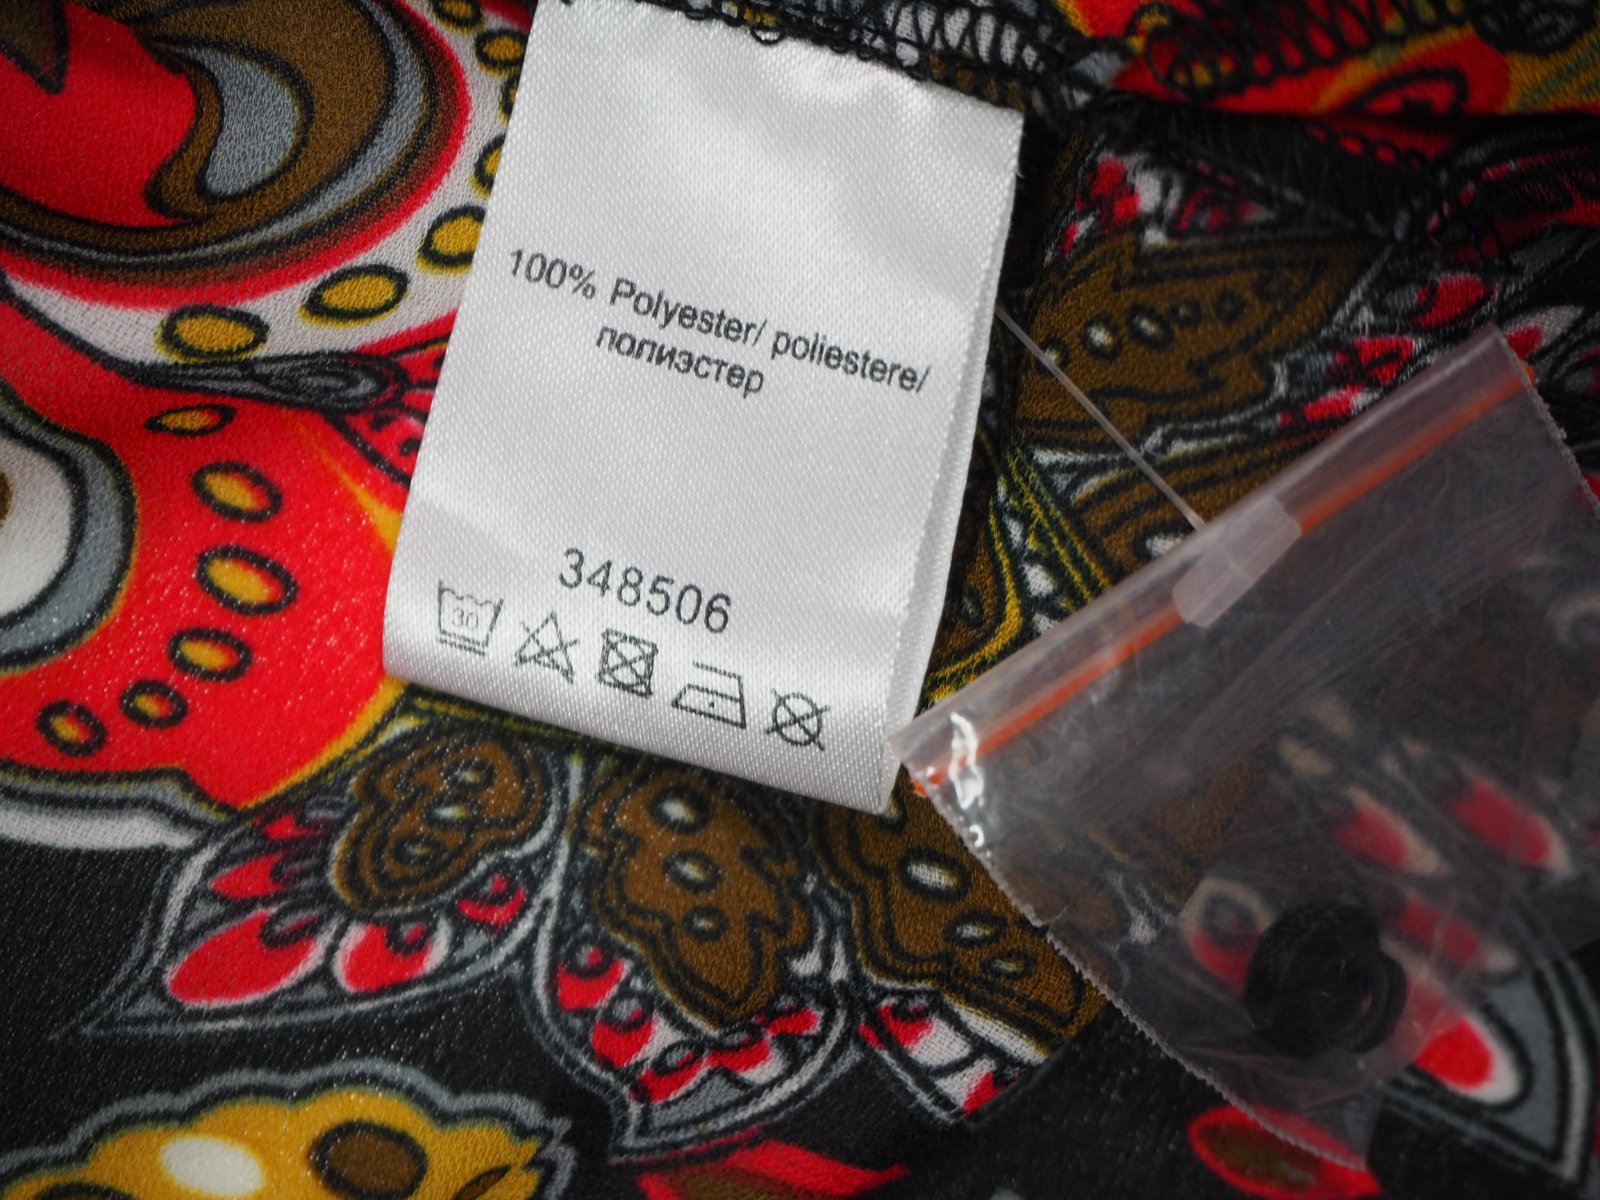 100% Polyester/ poliestere/
полиэстер
348506
30